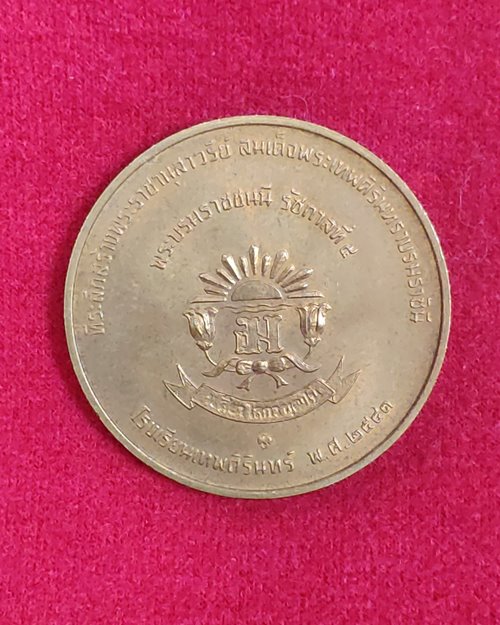 ที่ระลึกสร้างพระราชานุสาวรีย์ สมเด็จพระเทพศิรินทราบรมราชินี
พระบรมราชชนนี รัชกาลที่ ๕
ม
โรงเรียนเทพศิรินทร์ พ.ศ.๒๕๔๑